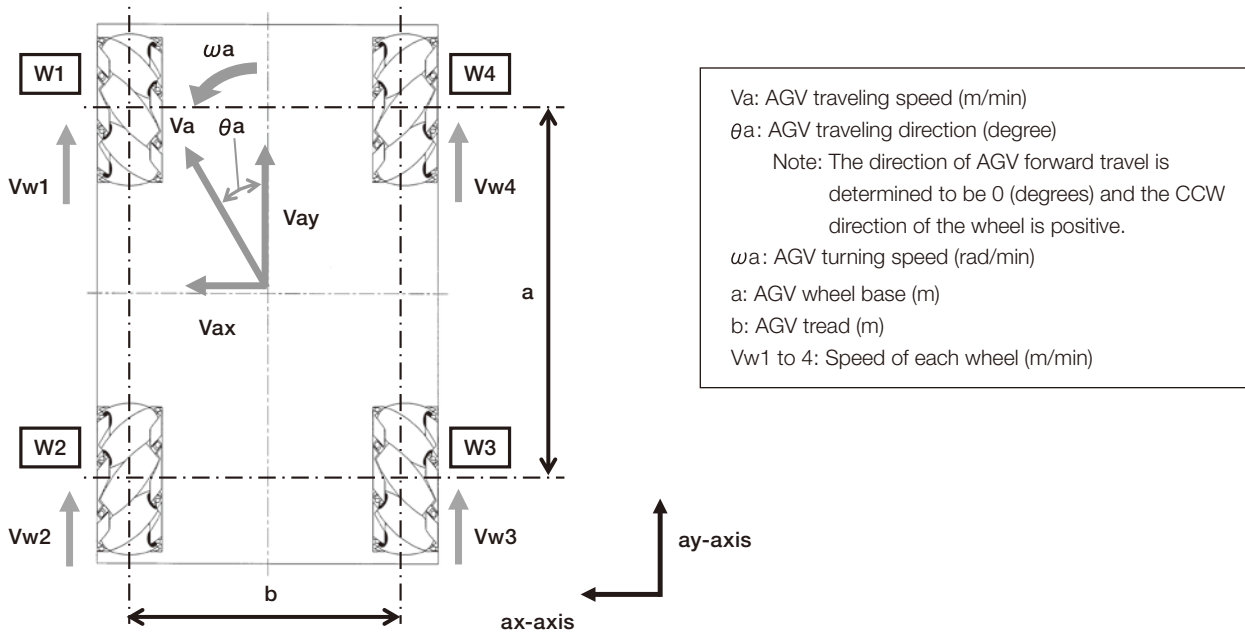 W1
ωa
W4
Va
θa
Vw1
Vw4
Vay
a
Vax
W2
W3
Vw2
Vw3
b
ay-axis
ax-axis
Va: AGV traveling speed (m/min)
θa: AGV traveling direction (degree)
Note: The direction of AGV forward travel is
determined to be 0 (degrees) and the CCW
direction of the wheel is positive.
ωa: AGV turning speed (rad/min)
a: AGV wheel base (m)
b: AGV tread (m)
Vw1 to 4: Speed of each wheel (m/min)